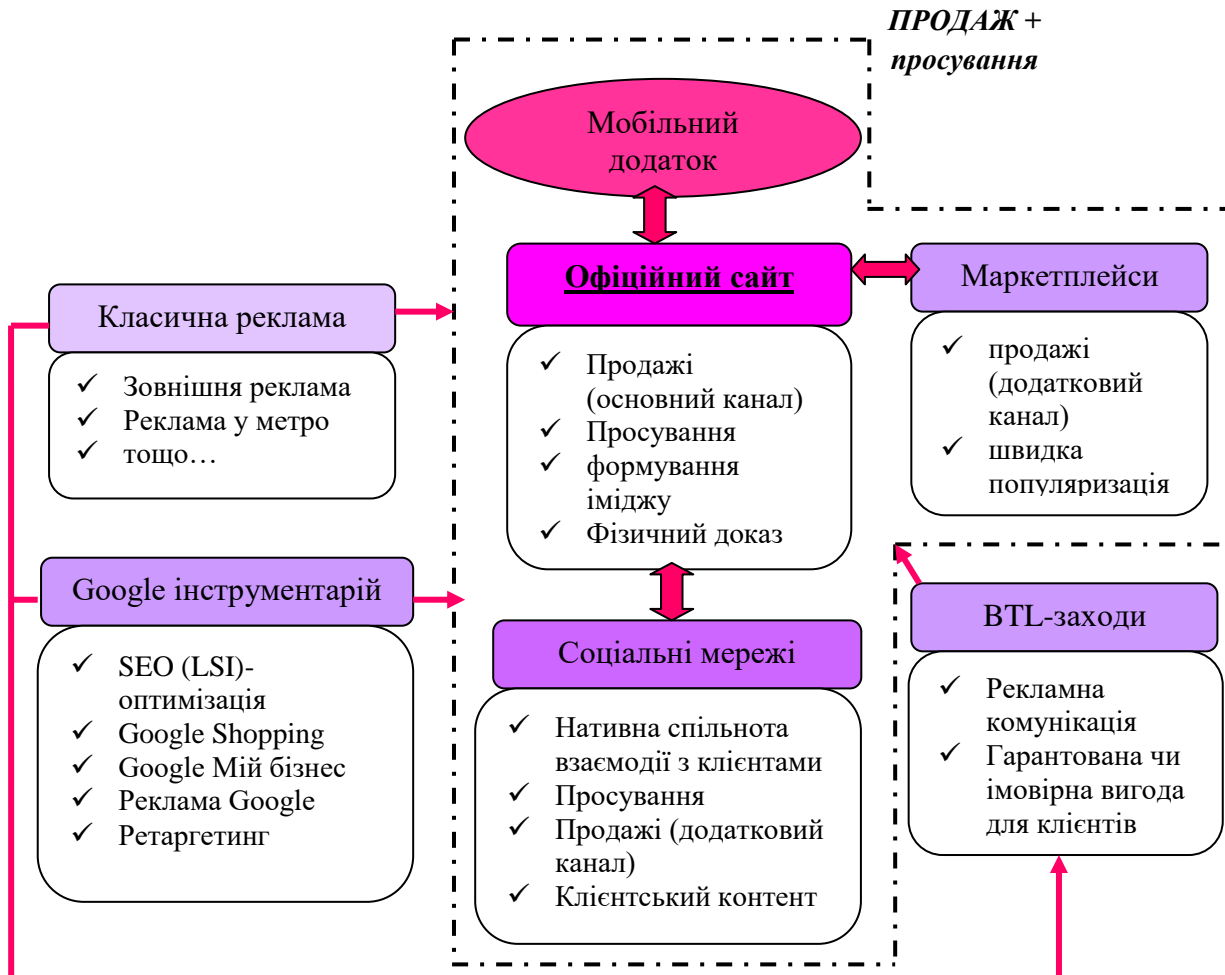 ПРОДАЖ +
просування
Мобільний
додаток
Офіційний сайт
Продажі
(основний канал)
Просування
формування
іміджу
Фізичний доказ
Маркетплейси
продажі
(додатковий
канал)
швидка
популяризація
Класична реклама
Зовнішня реклама
Реклама у метро
тощо…
Google інструментарій
SEO (LSI)-
оптимізація
Google Shopping
Google Мій бізнес
Реклама Google
Ретаргетинг
Соціальні мережі
Нативна спільнота
взаємодії з клієнтами
Просування
Продажі (додатковий
канал)
Клієнтський контент
BTL-заходи
Рекламна
комунікація
Гарантована чи
імовірна вигода
для клієнтів